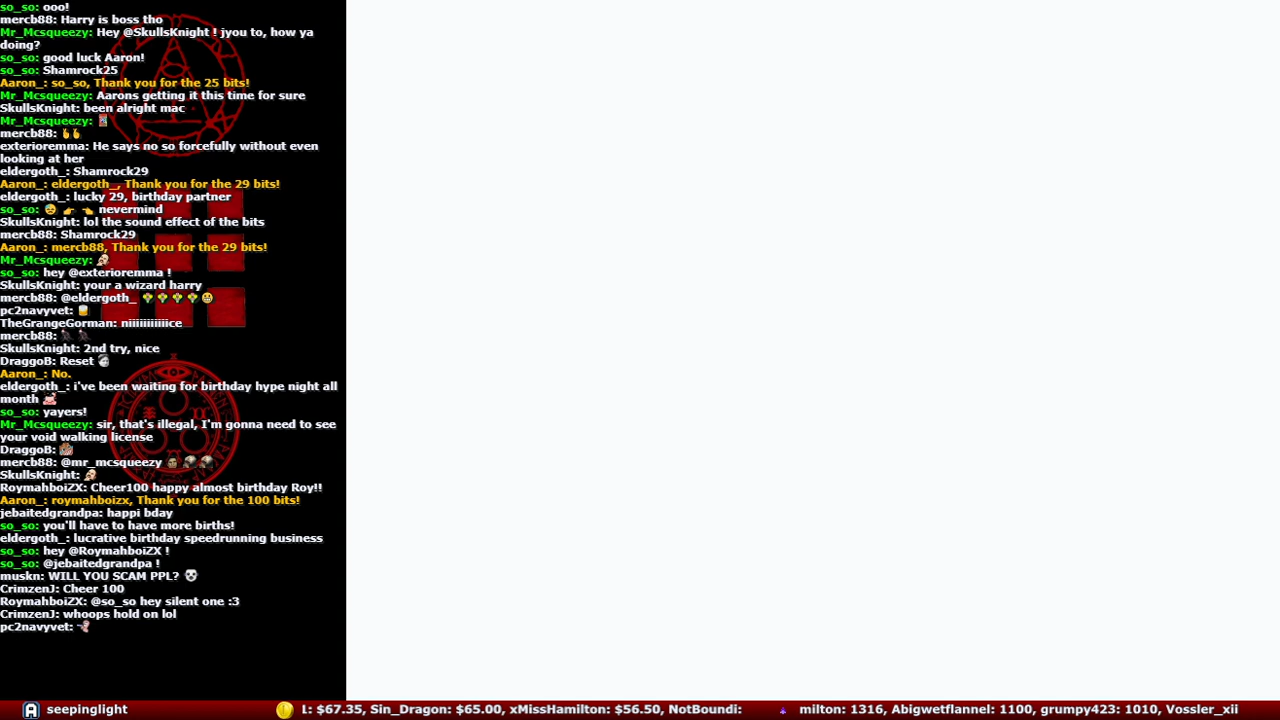 so_so: ooo!
mercb88: Harry is boss tho
Mr_Mcsqueezy: Hey @SkullsKnight ! jyou to, how ya
doing?
so_so: good luck Aaron!
so_so: Shamrock25
Aaron_: so_so, Thank you for the 25 bits!
Mr_Mcsqueezy: Aarons getting it this time for sure
SkullsKnight: been alright mac
Mr_Mcsqueezy:
mercb88:
exterioremma: He says no so forcefully without even
looking at her
eldergoth_: Shamrock29
Aaron_: eldergoth_, Thank you for the 29 bits!
eldergoth_: lucky 29, birthday partner
so_so: 😥 👉 👈 nevermind
SkullsKnight: lol the sound effect of the bits
mercb88: Shamrock29
Aaron_: mercb88, Thank you for the 29 bits!
Mr_Mcsqueezy:
so_so: hey @exterioremma !
SkullsKnight: your a wizard harry
mercb88: @eldergoth_
pc2navyvet:
TheGrangeGorman: niiiiiiiiiiice
mercb88:
SkullsKnight: 2nd try, nice
DraggoB: Reset
Aaron_: No.
eldergoth_: i've been waiting for birthday hype night all
month
so_so: yayers!
Mr_Mcsqueezy: sir, that's illegal, I'm gonna need to see
your void walking license
DraggoB:
mercb88: @mr_mcsqueezy
SkullsKnight:
RoymahboiZX: Cheer100 happy almost birthday Roy!!
Aaron_: roymahboizx, Thank you for the 100 bits!
jebaitedgrandpa: happi bday
so_so: you'll have to have more births!
eldergoth_: lucrative birthday speedrunning business
so_so: hey @RoymahboiZX !
so_so: @jebaitedgrandpa !
muskn: WILL YOU SCAM PPL?
CrimzenJ: Cheer 100
RoymahboiZX: @so_so hey silent one :3
CrimzenJ: whoops hold on lol
pc2navyvet:
A seepinglight L: $67.35, Sin_Dragon: $65.00, xMissHamilton: $56.50, NotBoundi: milton: 1316, Abigwetflannel: 1100, grumpy423: 1010, Vossler_xii